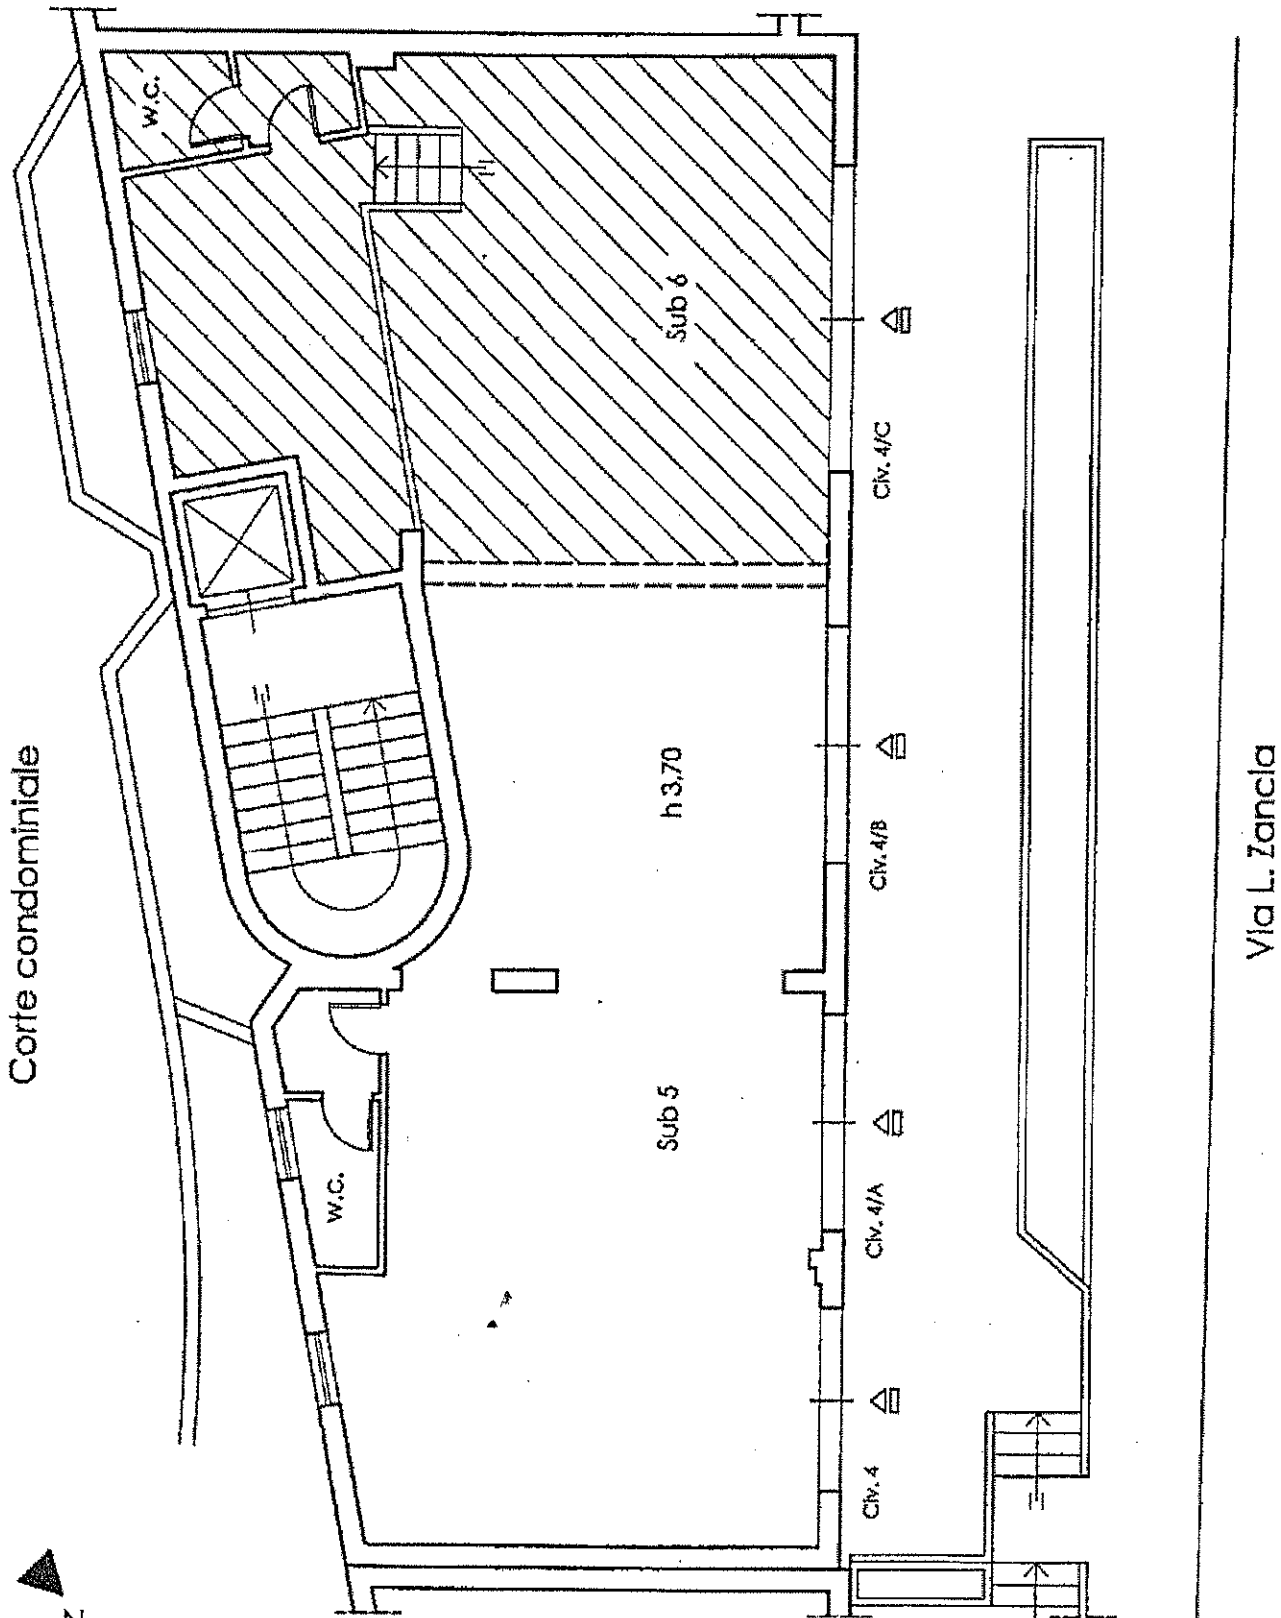 Corte condominiale
w.c.
Sub 6
Civ. 4/C
h 3,70
Civ. 4/B
Sub 5
w.c.
Civ. 4/A
Civ. 4
Via L. Zancla
N